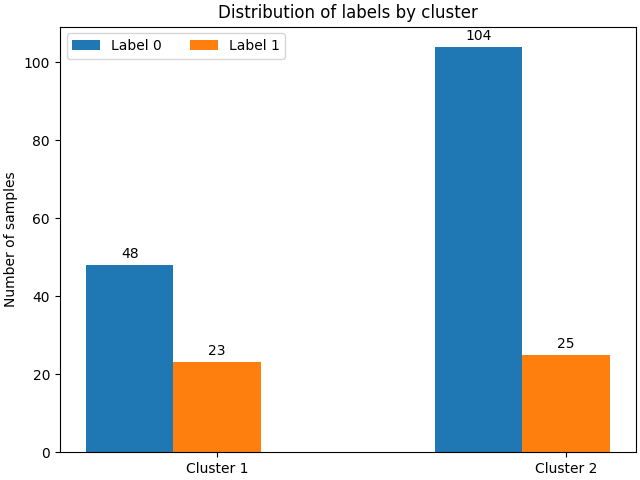 Distribution of labels by cluster
Label 0 Label 1
Number of samples
100
80
60
40
20
0
48
23
104
25
Cluster 1 Cluster 2